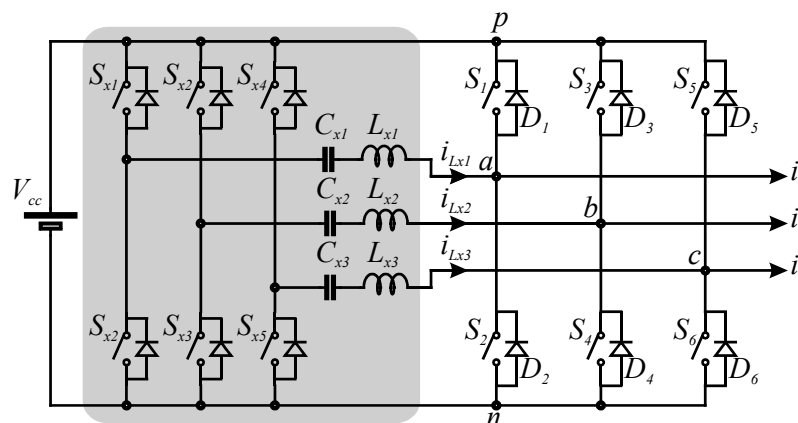 p
S_x1 S_x2 S_x4 S_1 S_3 S_5
D_1 D_3 D_5
C_x1 L_x1 i_Lx1 a i
V_cc C_x2 L_x2 i_Lx2 b i
C_x3 L_x3 i_Lx3 c i
S_x2 S_x3 S_x5 S_2 S_4 S_6
D_2 D_4 D_6
n